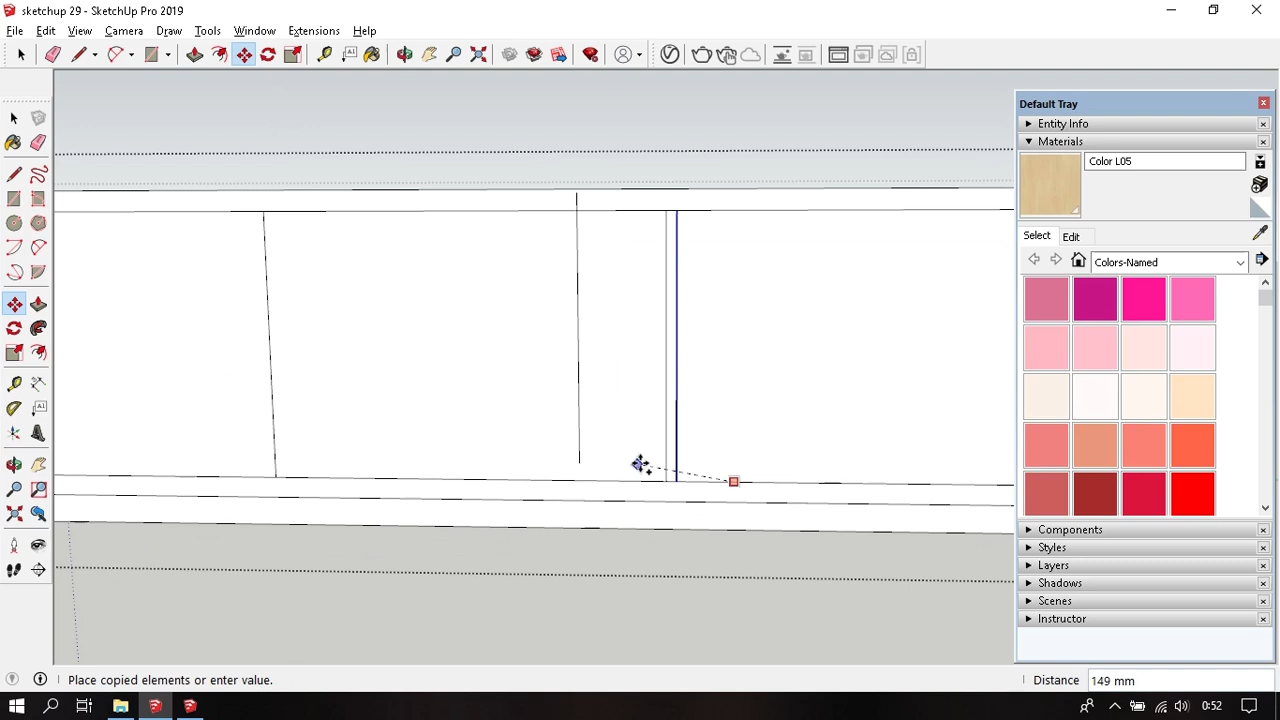 sketchup 29 - SketchUp Pro 2019
File Edit View Camera Draw Tools Window Extensions Help
Default Tray
Entity Info
Materials
Color L05
Select Edit
Colors-Named
Components
Styles
Layers
Shadows
Scenes
Instructor
Place copied elements or enter value.
Distance 149 mm
0:52